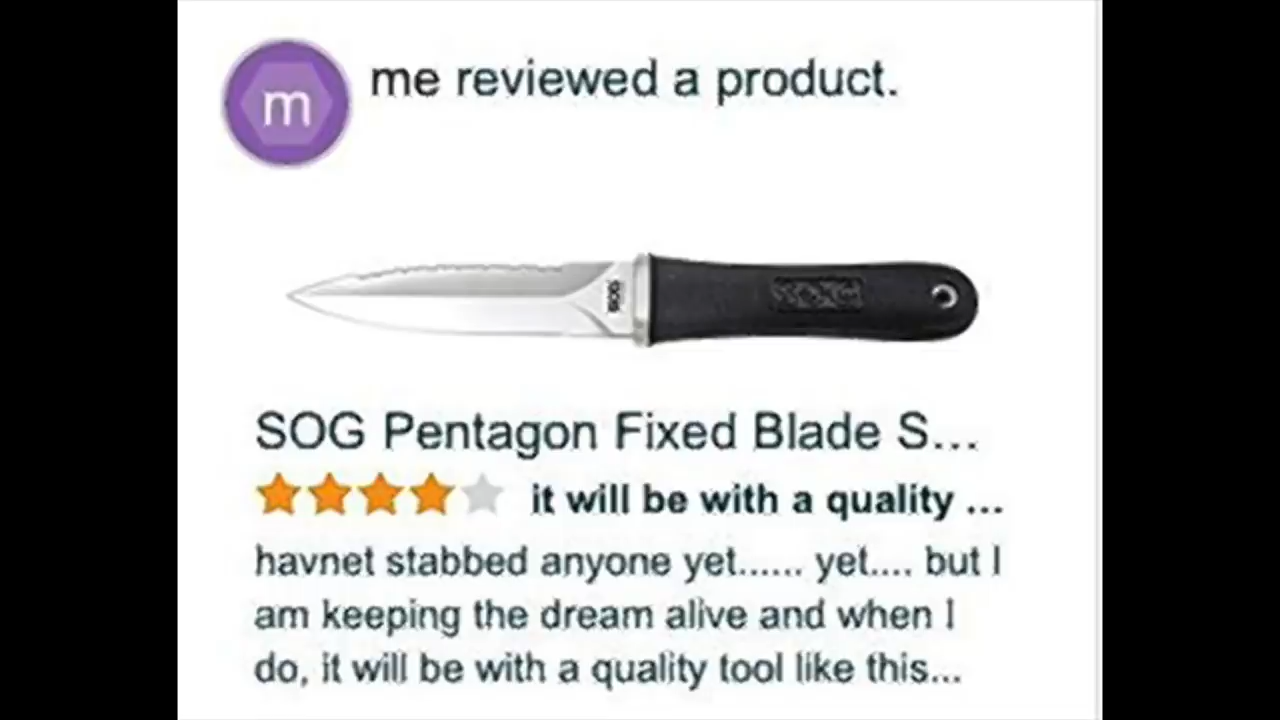 m
me reviewed a product.
SOG
SOG Pentagon Fixed Blade S...
it will be with a quality ...
havnet stabbed anyone yet...... yet.... but I
am keeping the dream alive and when I
do, it will be with a quality tool like this...